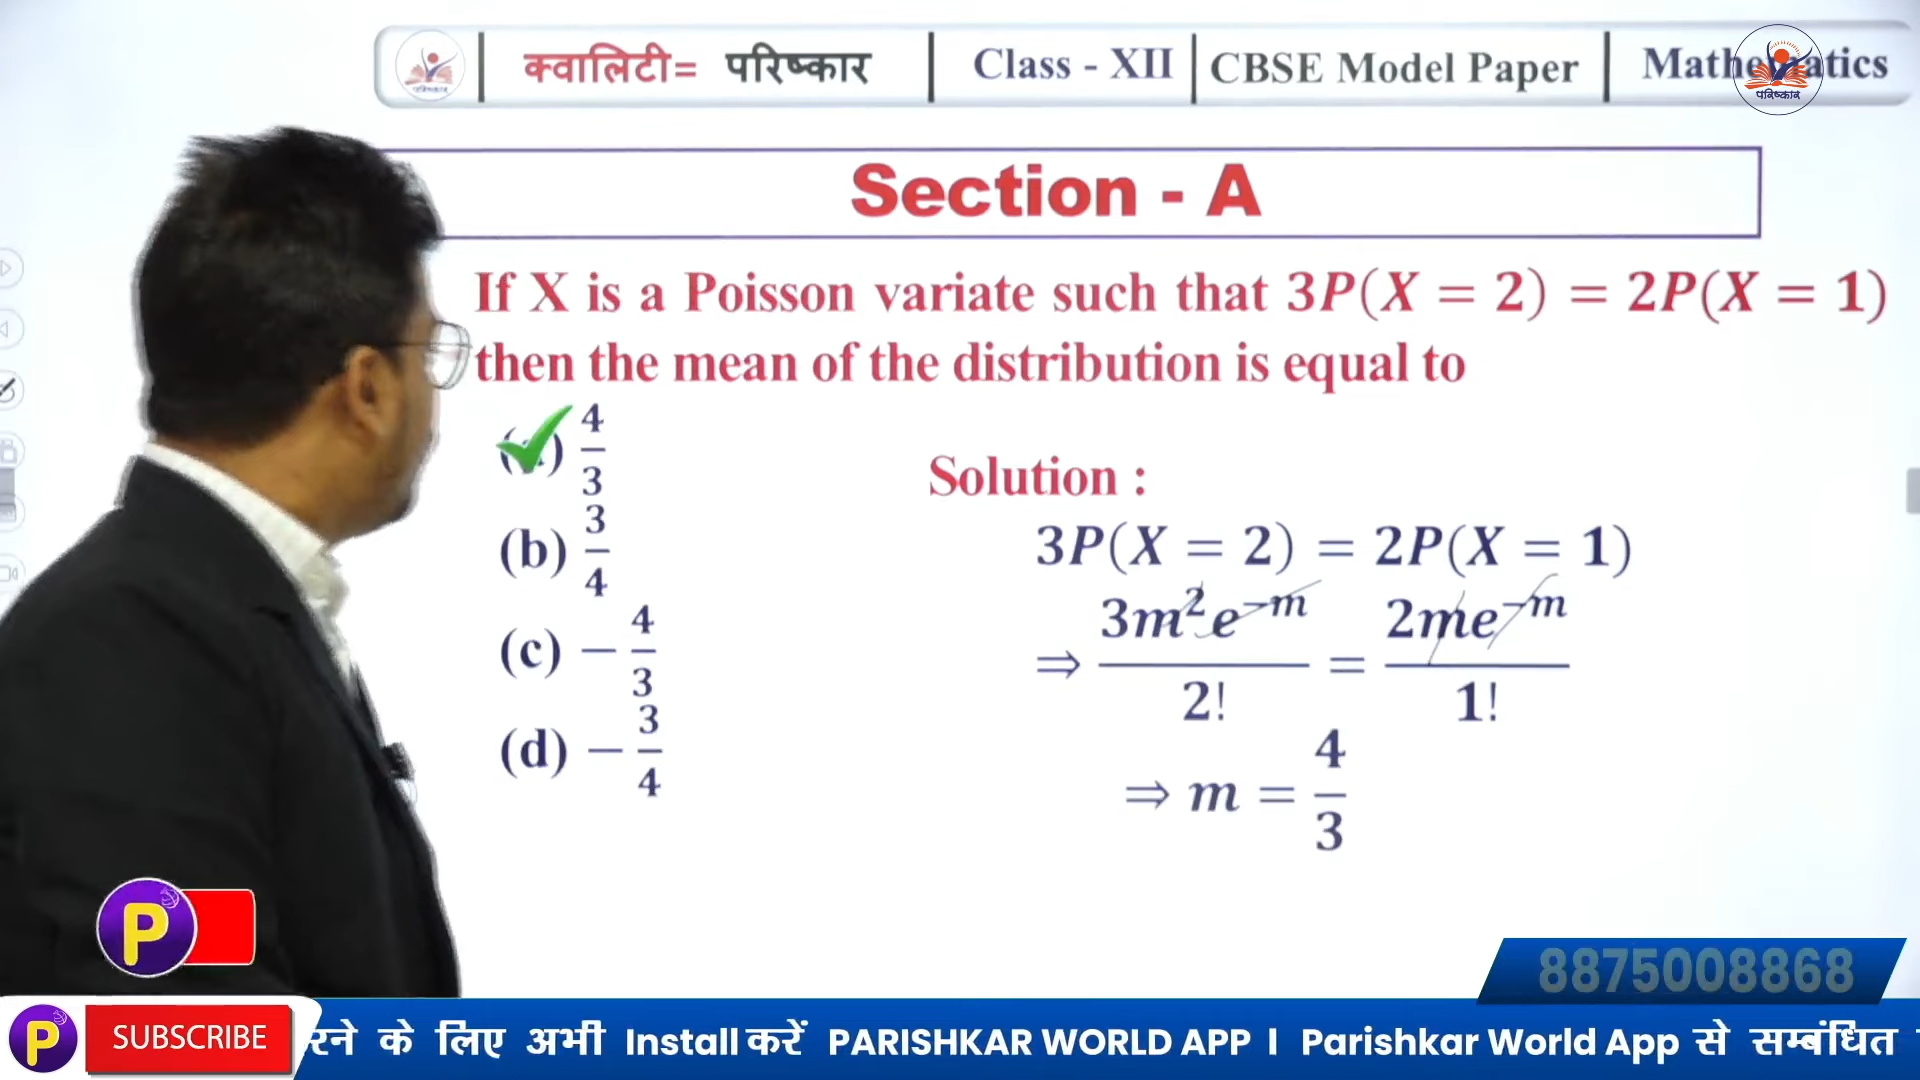 क्वालिटी= परिष्कार | Class - XII | CBSE Model Paper | Mathematics
परिष्कार
Section - A
If X is a Poisson variate such that 3P(X = 2) = 2P(X = 1)
then the mean of the distribution is equal to
4/3
(b) 3/4
(c) − 4/3
(d) − 3/4
Solution :
3P(X = 2) = 2P(X = 1)
⇒ 3m²e⁻ᵐ / 2! = 2me⁻ᵐ / 1!
⇒ m = 4/3
P
8875008868
P SUBSCRIBE
के लिए अभी Install करें PARISHKAR WORLD APP । Parishkar World App से सम्बंधित